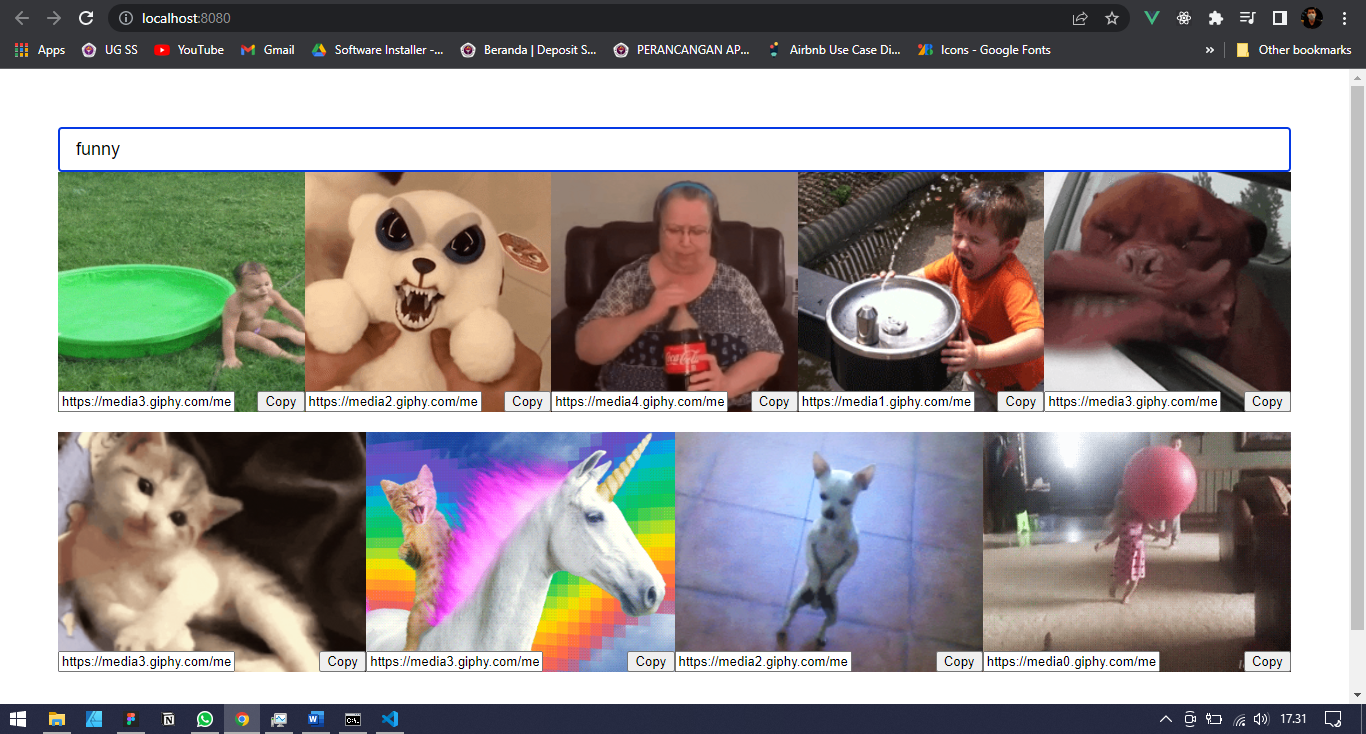 localhost:8080
Apps UG SS YouTube Gmail Software Installer -... Beranda | Deposit S... PERANCANGAN AP... Airbnb Use Case Di... Icons - Google Fonts » Other bookmarks
funny
Coca-Cola
https://media3.giphy.com/me Copy https://media2.giphy.com/me Copy https://media4.giphy.com/me Copy https://media1.giphy.com/me Copy https://media3.giphy.com/me Copy
https://media3.giphy.com/me Copy https://media3.giphy.com/me Copy https://media2.giphy.com/me Copy https://media0.giphy.com/me Copy
17.31